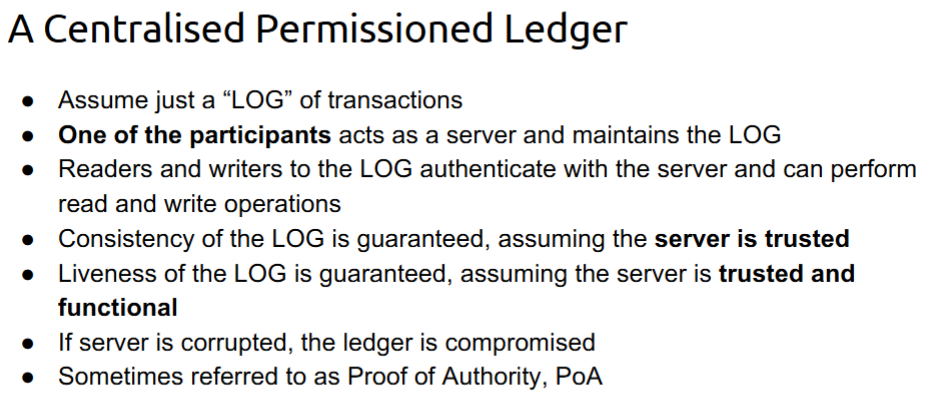 A Centralised Permissioned Ledger
● Assume just a “LOG” of transactions
● One of the participants acts as a server and maintains the LOG
● Readers and writers to the LOG authenticate with the server and can perform
read and write operations
● Consistency of the LOG is guaranteed, assuming the server is trusted
● Liveness of the LOG is guaranteed, assuming the server is trusted and
functional
● If server is corrupted, the ledger is compromised
● Sometimes referred to as Proof of Authority, PoA